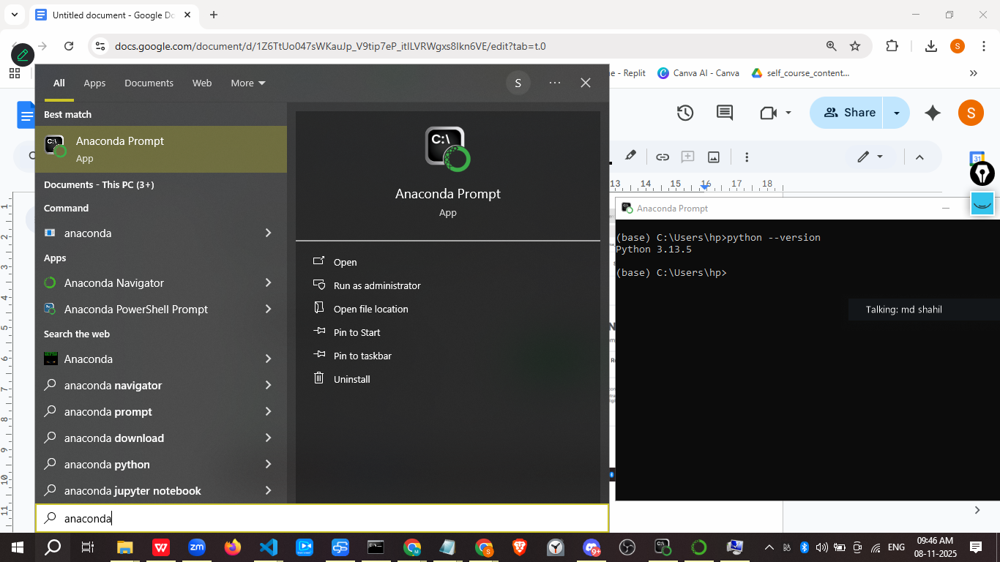 Untitled document - Google Do
docs.google.com/document/d/1Z6TtUo047sWKauJp_V9tip7eP_itlLVRWgxs8Ikn6VE/edit?tab=t.0
S
e - Replit
Canva AI - Canva
self_course_content...
All
Apps
Documents
Web
More
S
Share
S
Best match
Anaconda Prompt
App
Documents - This PC (3+)
Command
anaconda
Apps
Anaconda Navigator
Anaconda PowerShell Prompt
Search the web
Anaconda
anaconda navigator
anaconda prompt
anaconda download
anaconda python
anaconda jupyter notebook
anaconda
C:\
Anaconda Prompt
App
Open
Run as administrator
Open file location
Pin to Start
Pin to taskbar
Uninstall
31
13 14 15 16 17 18
1
2
3
4
5
6
7
8
9
10
11
Anaconda Prompt
(base) C:\Users\hp>python --version
Python 3.13.5
(base) C:\Users\hp>
Talking: md shahil
zm
9+
ENG
09:46 AM
08-11-2025